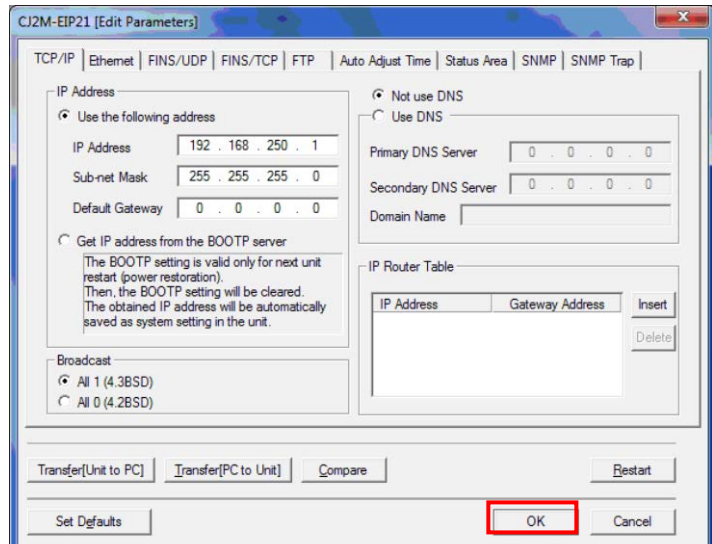 CJ2M-EIP21 [Edit Parameters]
TCP/IP | Ethernet | FINS/UDP | FINS/TCP | FTP | Auto Adjust Time | Status Area | SNMP | SNMP Trap
IP Address
Use the following address
IP Address 192 . 168 . 250 . 1
Sub-net Mask 255 . 255 . 255 . 0
Default Gateway 0 . 0 . 0 . 0
Get IP address from the BOOTP server
The BOOTP setting is valid only for next unit
restart (power restoration).
Then, the BOOTP setting will be cleared.
The obtained IP address will be automatically
saved as system setting in the unit.
Broadcast
All 1 (4.3BSD)
All 0 (4.2BSD)
Not use DNS
Use DNS
Primary DNS Server 0 . 0 . 0 . 0
Secondary DNS Server 0 . 0 . 0 . 0
Domain Name
IP Router Table
IP Address Gateway Address
Insert
Delete
Transfer[Unit to PC] Transfer[PC to Unit] Compare Restart
Set Defaults OK Cancel